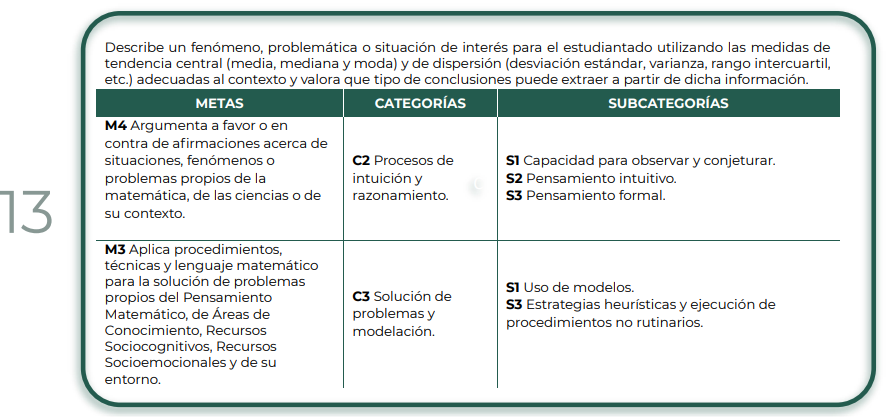 Describe un fenómeno, problemática o situación de interés para el estudiantado utilizando las medidas de
tendencia central (media, mediana y moda) y de dispersión (desviación estándar, varianza, rango intercuartil,
etc.) adecuadas al contexto y valora que tipo de conclusiones puede extraer a partir de dicha información.
METAS
CATEGORÍAS
SUBCATEGORÍAS
M4 Argumenta a favor o en
contra de afirmaciones acerca de
situaciones, fenómenos o
problemas propios de la
matemática, de las ciencias o de
su contexto.
C2 Procesos de
intuición y
razonamiento.
S1 Capacidad para observar y conjeturar.
S2 Pensamiento intuitivo.
S3 Pensamiento formal.
13
M3 Aplica procedimientos,
técnicas y lenguaje matemático
para la solución de problemas
propios del Pensamiento
Matemático, de Áreas de
Conocimiento, Recursos
Sociocognitivos, Recursos
Socioemocionales y de su
entorno.
C3 Solución de
problemas y
modelación.
S1 Uso de modelos.
S3 Estrategias heurísticas y ejecución de
procedimientos no rutinarios.